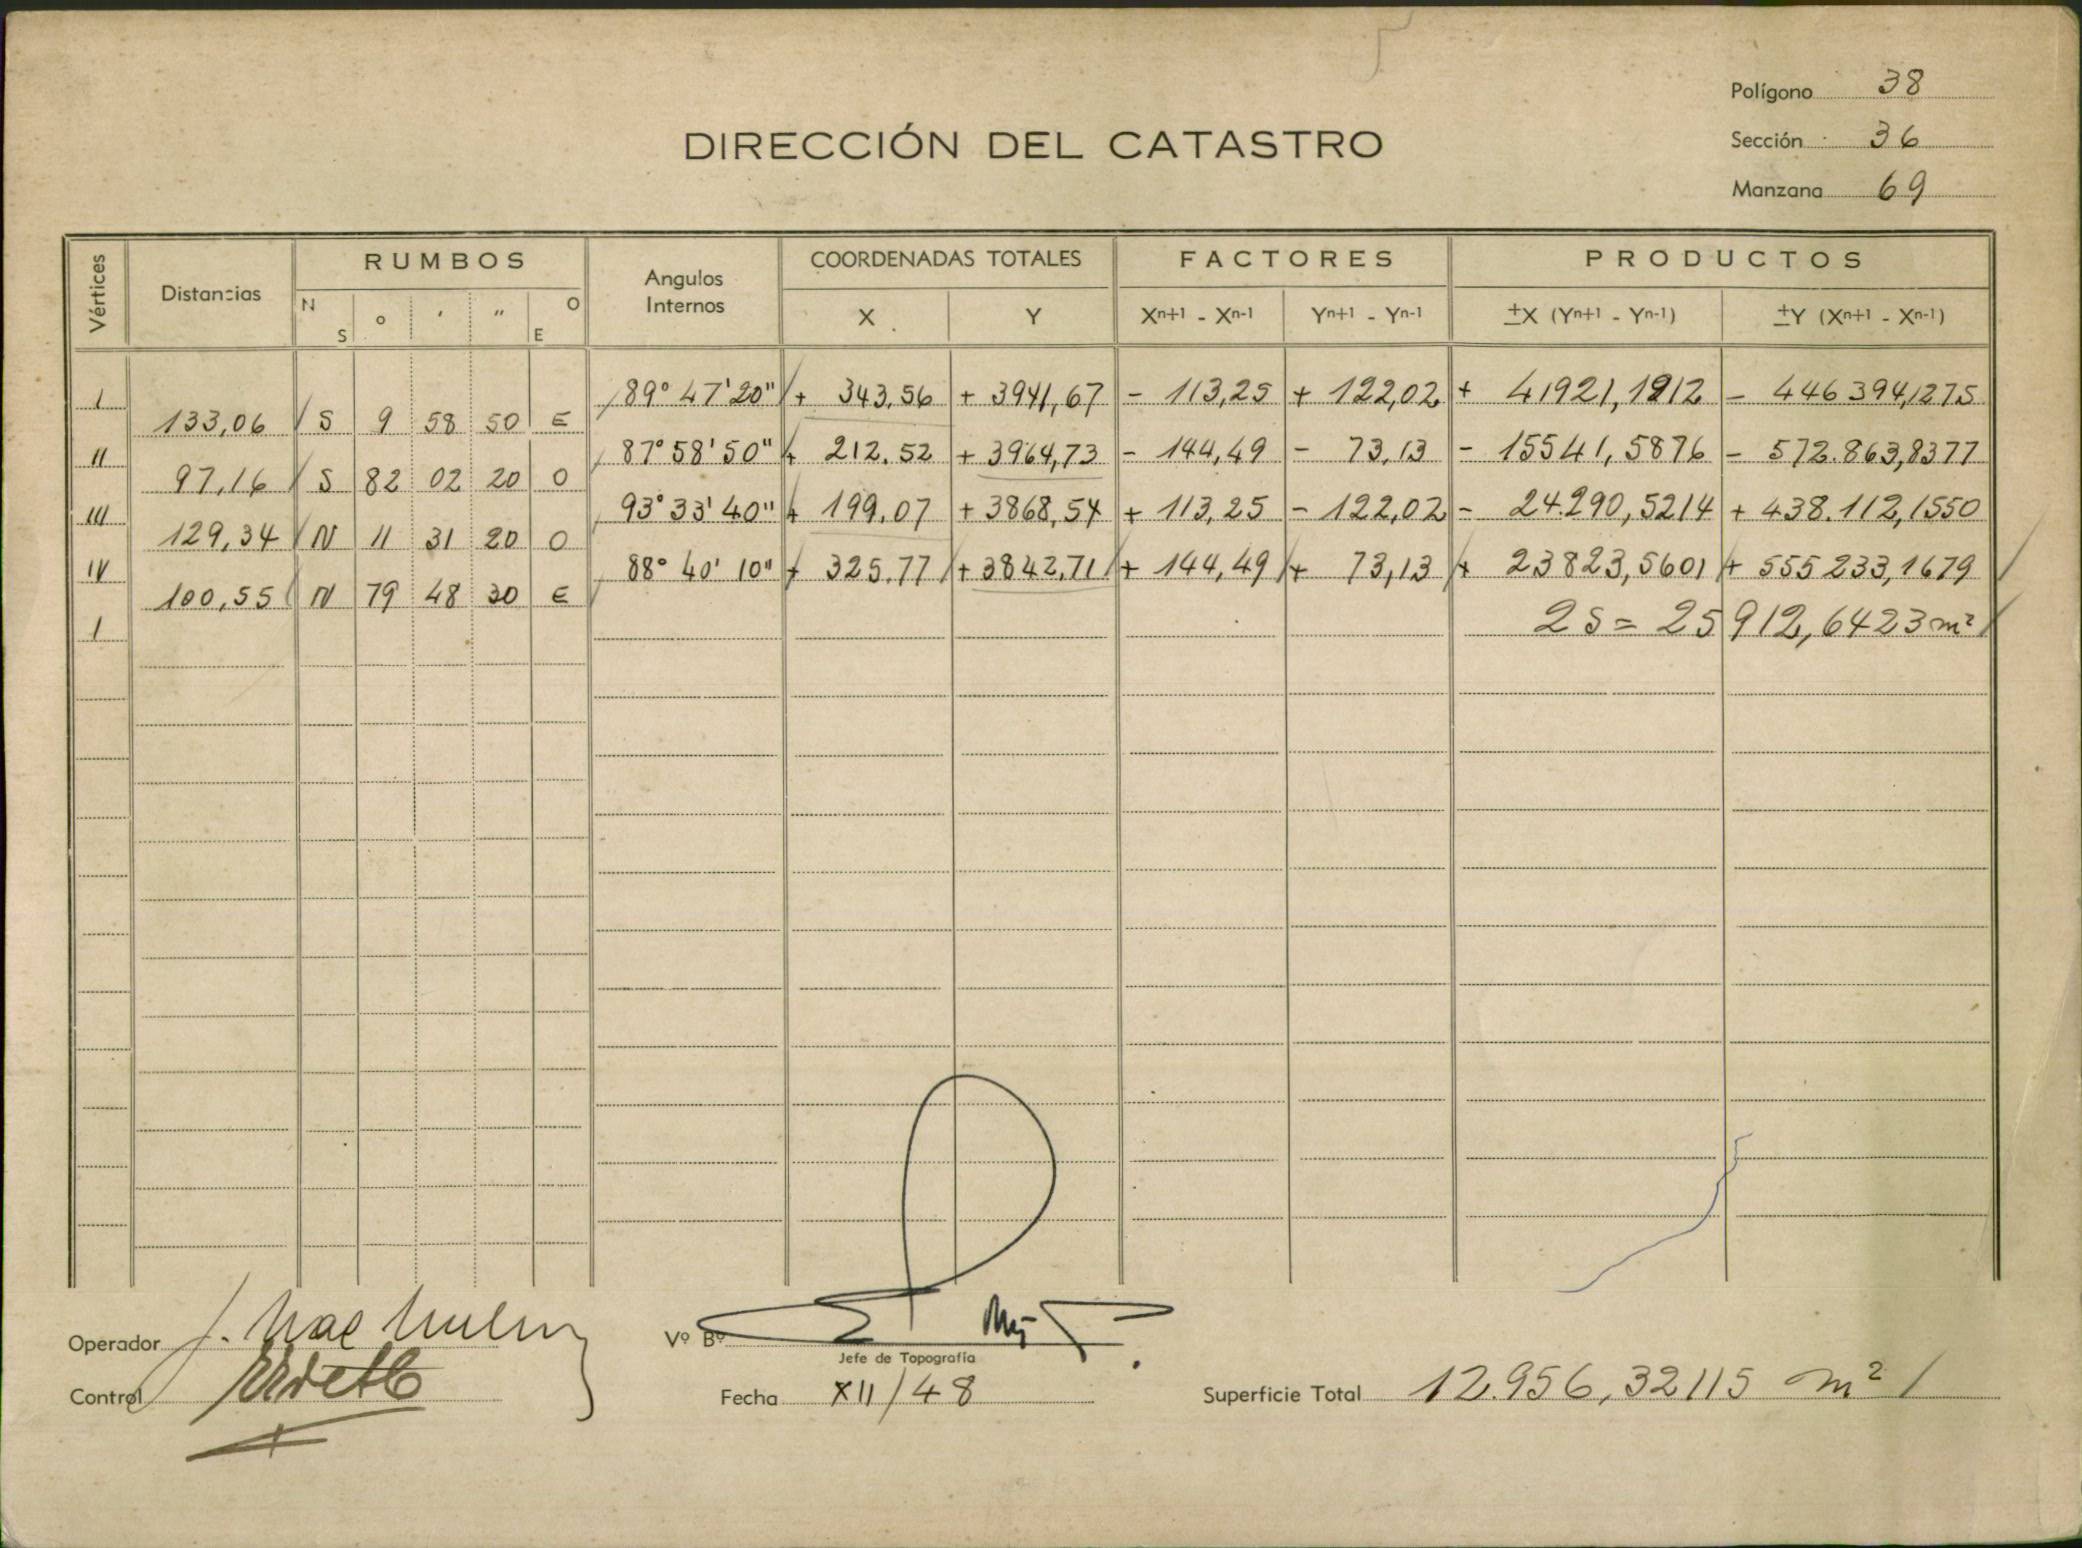 Polígono 38
DIRECCIÓN DEL CATASTRO
Sección 36
Manzana 69
Vértices Distancias RUMBOS Angulos Internos COORDENADAS TOTALES FACTORES PRODUCTOS
N S o ′ ″ O E X Y Xn+1 - Xn-1 Yn+1 - Yn-1 ±X (Yn+1 - Yn-1) ±Y (Xn+1 - Xn-1)
I 89° 47' 20" + 343,56 + 3941,67 - 113,25 + 122,02 + 41921,1912 - 446394,1275
133,06 S 9 58 50 E
II 87° 58' 50" + 212,52 + 3964,73 - 144,49 - 73,13 - 15541,5876 - 572.863,8377
97,16 S 82 02 20 O
III 93° 33' 40" + 199,07 + 3868,54 + 113,25 - 122,02 - 24.290,5214 + 438.112,1550
129,34 N 11 31 20 O
IV 88° 40' 10" + 325,77 + 3842,71 + 144,49 + 73,13 + 23823,5601 + 555233,1679
100,55 N 79 48 30 E
I 2S = 25912,6423 m²
Operador
Vº Bº
Jefe de Topografía
Control
Fecha XII/48
Superficie Total 12.956,32115 m²